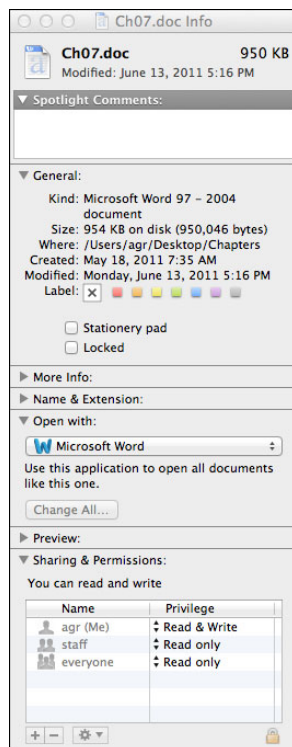 Ch07.doc Info
Ch07.doc 950 KB
Modified: June 13, 2011 5:16 PM
Spotlight Comments:
General:
Kind: Microsoft Word 97 – 2004
document
Size: 954 KB on disk (950,046 bytes)
Where: /Users/agr/Desktop/Chapters
Created: May 18, 2011 7:35 AM
Modified: Monday, June 13, 2011 5:16 PM
Label:
Stationery pad
Locked
More Info:
Name & Extension:
Open with:
Microsoft Word
Use this application to open all documents
like this one.
Change All...
Preview:
Sharing & Permissions:
You can read and write
Name Privilege
agr (Me) Read & Write
staff Read only
everyone Read only